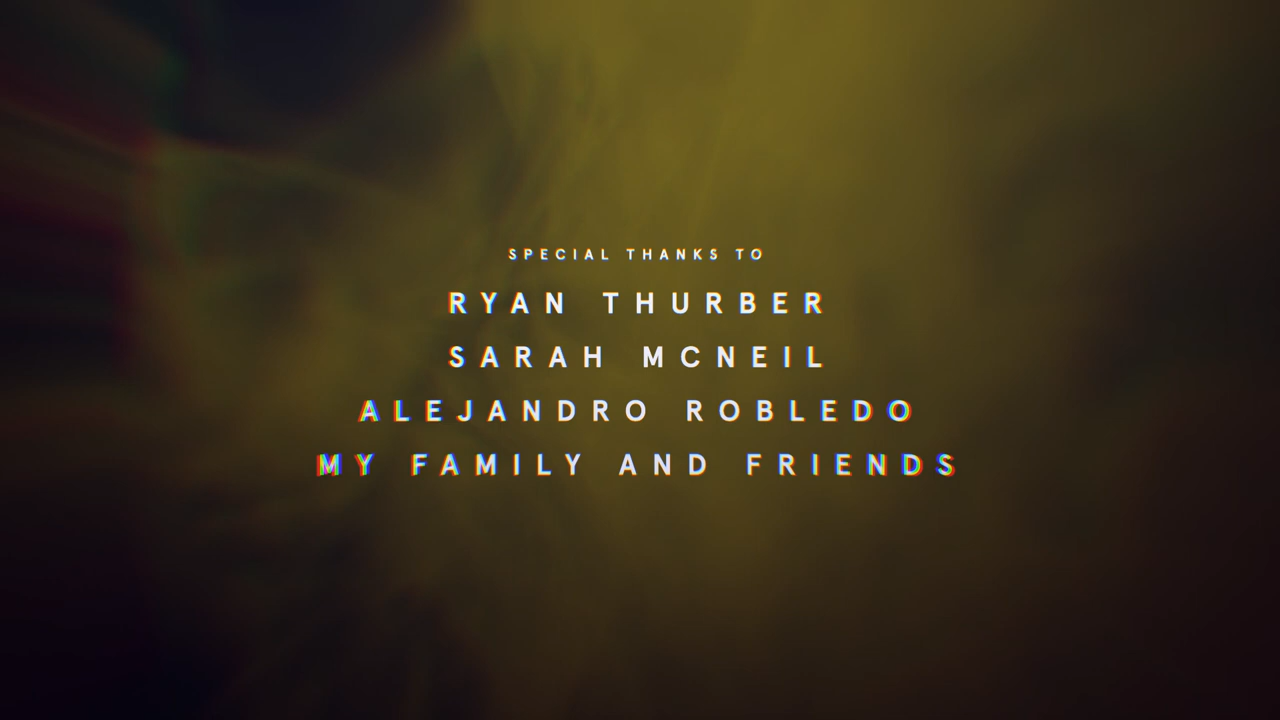 SPECIAL THANKS TO
RYAN THURBER
SARAH MCNEIL
ALEJANDRO ROBLEDO
MY FAMILY AND FRIENDS